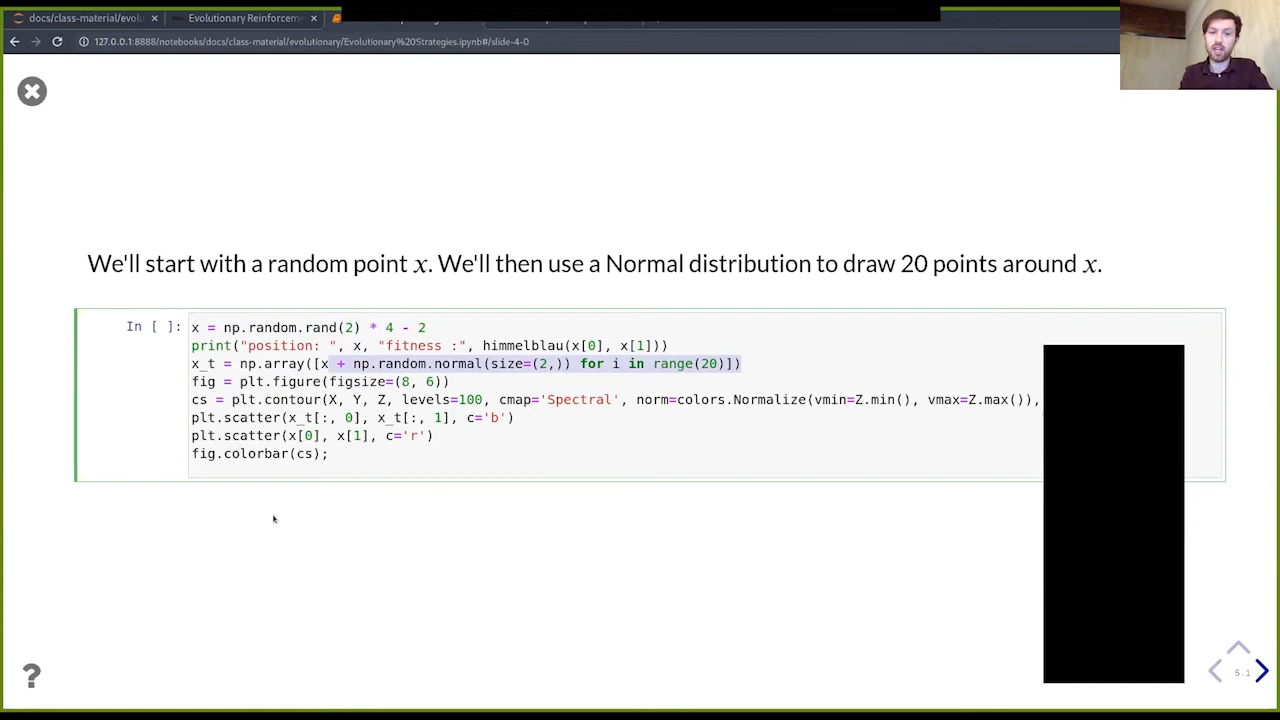 docs/class-material/evolu
Evolutionary Reinforceme
127.0.0.1:8888/notebooks/docs/class-material/evolutionary/Evolutionary%20Strategies.ipynb#/slide-4-0
We'll start with a random point x. We'll then use a Normal distribution to draw 20 points around x.
In [ ]:
x = np.random.rand(2) * 4 - 2
print("position: ", x, "fitness :", himmelblau(x[0], x[1]))
x_t = np.array([x + np.random.normal(size=(2,)) for i in range(20)])
fig = plt.figure(figsize=(8, 6))
cs = plt.contour(X, Y, Z, levels=100, cmap='Spectral', norm=colors.Normalize(vmin=Z.min(), vmax=Z.max()),
plt.scatter(x_t[:, 0], x_t[:, 1], c='b')
plt.scatter(x[0], x[1], c='r')
fig.colorbar(cs);
?
5.1